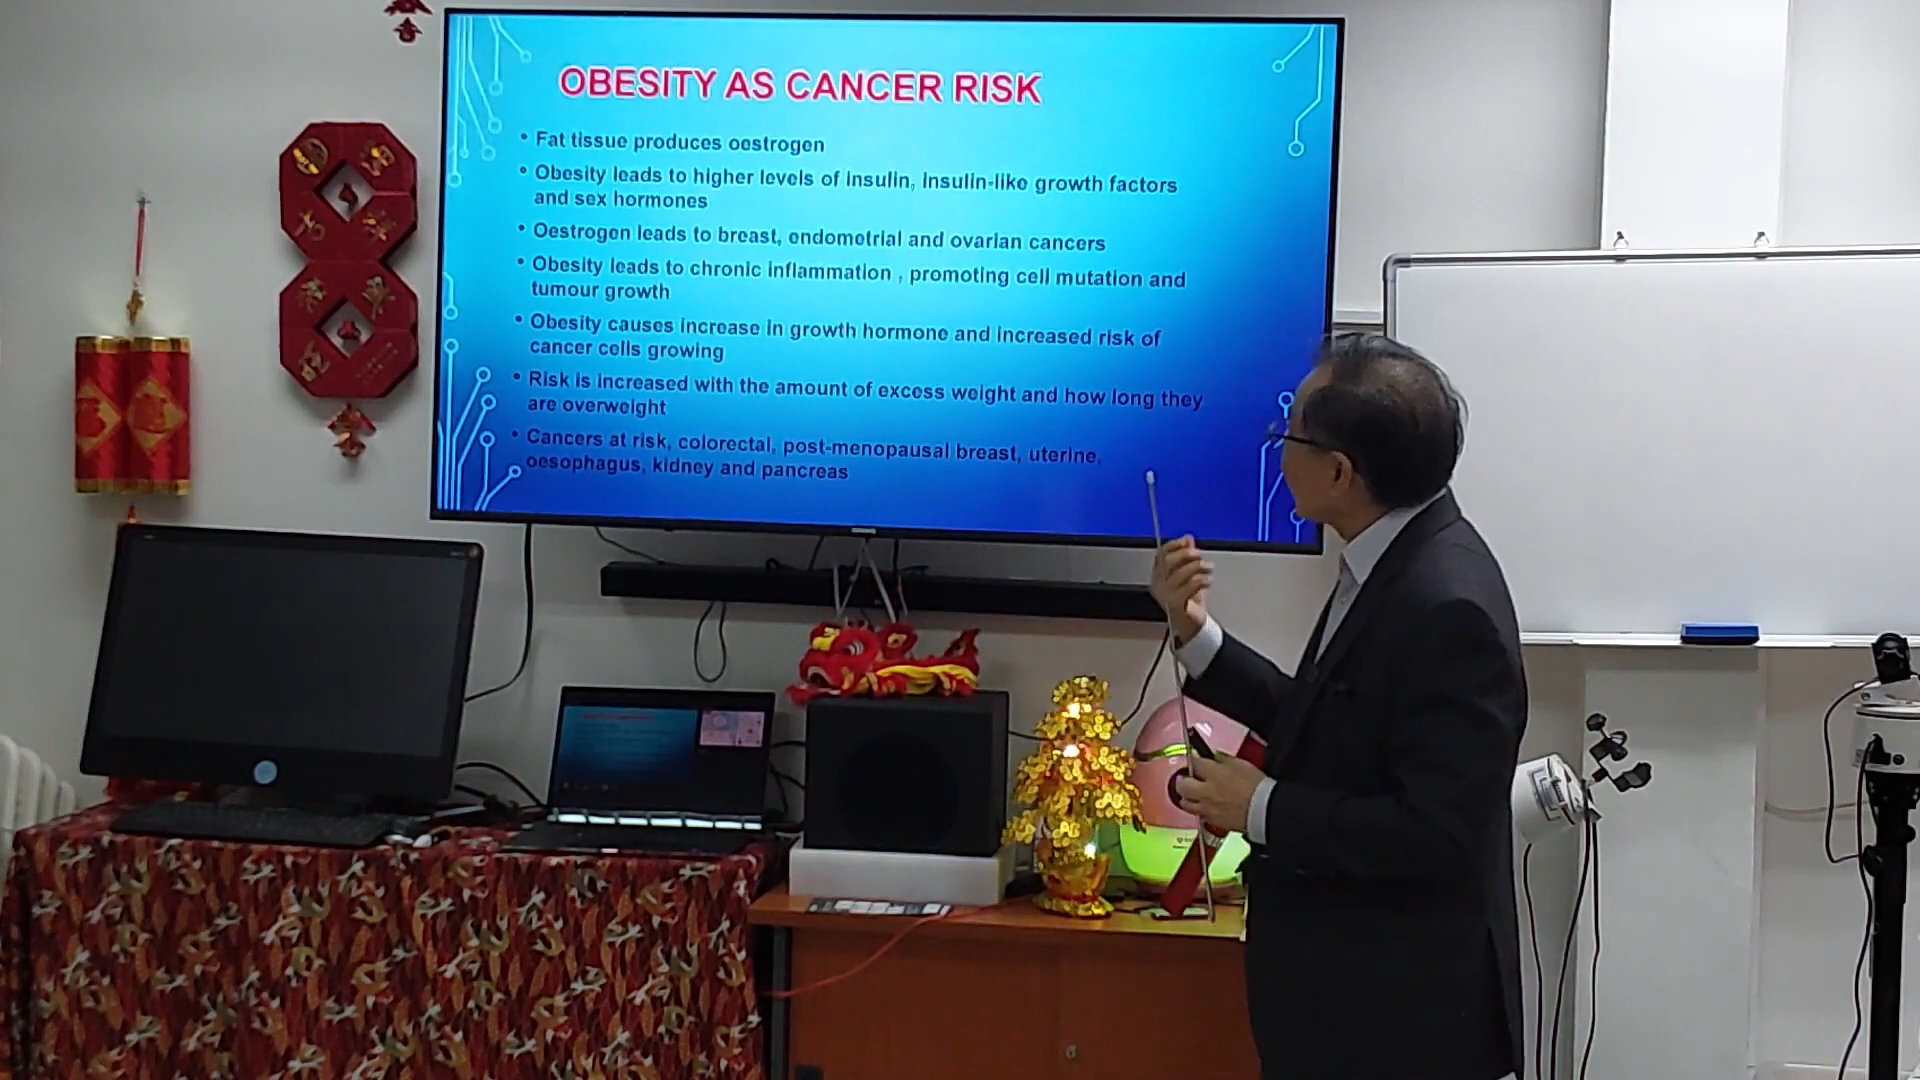 OBESITY AS CANCER RISK
• Fat tissue produces oestrogen
• Obesity leads to higher levels of insulin, insulin-like growth factors
and sex hormones
• Oestrogen leads to breast, endometrial and ovarian cancers
• Obesity leads to chronic inflammation , promoting cell mutation and
tumour growth
• Obesity causes increase in growth hormone and increased risk of
cancer cells growing
• Risk is increased with the amount of excess weight and how long they
are overweight
• Cancers at risk, colorectal, post-menopausal breast, uterine,
oesophagus, kidney and pancreas